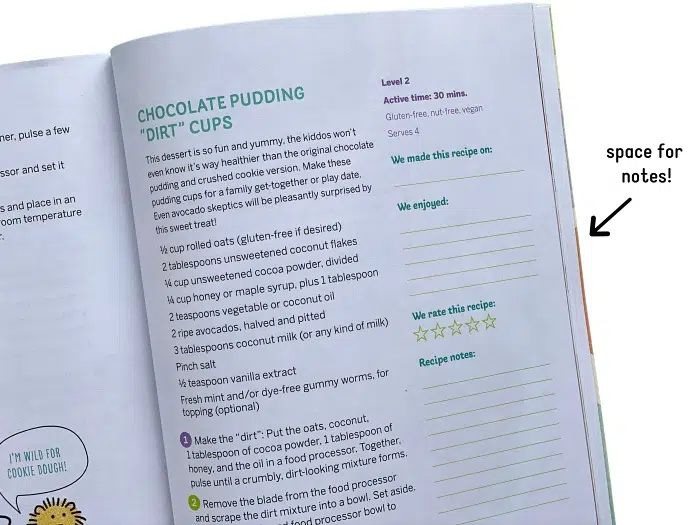 ner, pulse a few
ssor and set it
s and place in an
oom temperature
r.
I'M WILD FOR
COOKIE DOUGH!
CHOCOLATE PUDDING
"DIRT" CUPS
This dessert is so fun and yummy, the kiddos won't
even know it's way healthier than the original chocolate
pudding and crushed cookie version. Make these
pudding cups for a family get-together or play date.
Even avocado skeptics will be pleasantly surprised by
this sweet treat!
½ cup rolled oats (gluten-free if desired)
2 tablespoons unsweetened coconut flakes
¼ cup unsweetened cocoa powder, divided
¼ cup honey or maple syrup, plus 1 tablespoon
2 teaspoons vegetable or coconut oil
2 ripe avocados, halved and pitted
3 tablespoons coconut milk (or any kind of milk)
Pinch salt
½ teaspoon vanilla extract
Fresh mint and/or dye-free gummy worms, for
topping (optional)
1 Make the "dirt": Put the oats, coconut,
1 tablespoon of cocoa powder, 1 tablespoon of
honey, and the oil in a food processor. Together,
pulse until a crumbly, dirt-looking mixture forms.
2 Remove the blade from the food processor
and scrape the dirt mixture into a bowl. Set aside.
food processor bowl to
Level 2
Active time: 30 mins.
Gluten-free, nut-free, vegan
Serves 4
We made this recipe on:
We enjoyed:
We rate this recipe:
Recipe notes:
space for
notes!